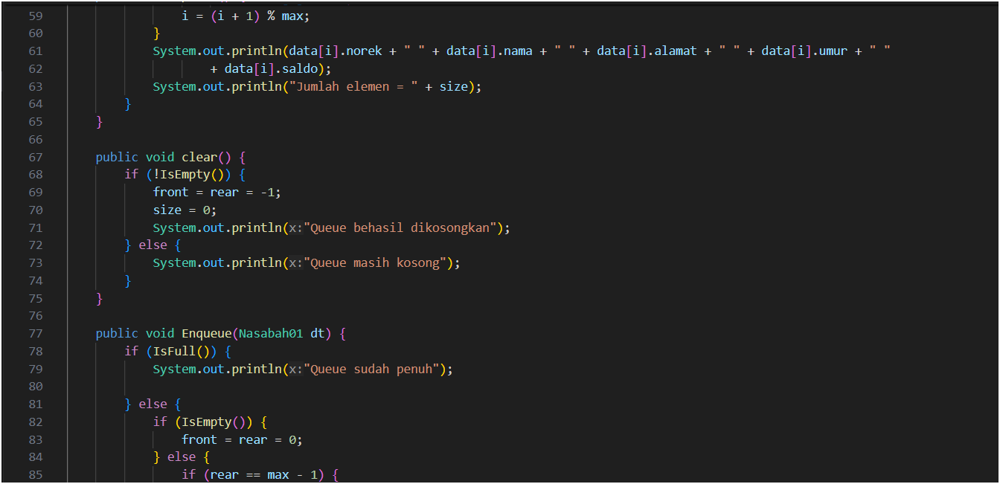 59 i = (i + 1) % max;
60 }
61 System.out.println(data[i].norek + " " + data[i].nama + " " + data[i].alamat + " " + data[i].umur + " "
62 + data[i].saldo);
63 System.out.println("Jumlah elemen = " + size);
64 }
65 }
66
67 public void clear() {
68 if (!IsEmpty()) {
69 front = rear = -1;
70 size = 0;
71 System.out.println(x:"Queue behasil dikosongkan");
72 } else {
73 System.out.println(x:"Queue masih kosong");
74 }
75 }
76
77 public void Enqueue(Nasabah01 dt) {
78 if (IsFull()) {
79 System.out.println(x:"Queue sudah penuh");
80
81 } else {
82 if (IsEmpty()) {
83 front = rear = 0;
84 } else {
85 if (rear == max - 1) {